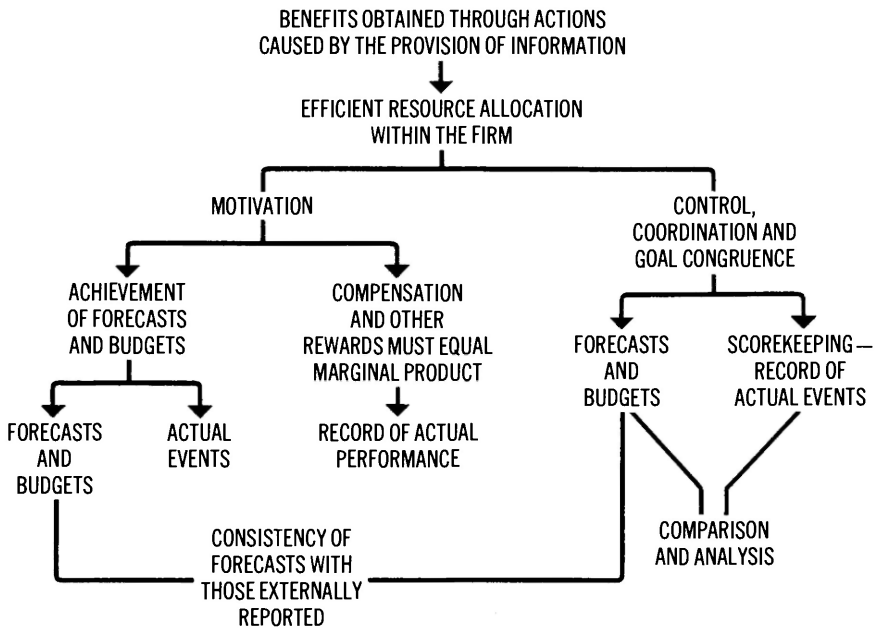 BENEFITS OBTAINED THROUGH ACTIONS
CAUSED BY THE PROVISION OF INFORMATION
EFFICIENT RESOURCE ALLOCATION
WITHIN THE FIRM
MOTIVATION
CONTROL,
COORDINATION AND
GOAL CONGRUENCE
ACHIEVEMENT
OF FORECASTS
AND BUDGETS
COMPENSATION
AND OTHER
REWARDS MUST EQUAL
MARGINAL PRODUCT
FORECASTS
AND
BUDGETS
SCOREKEEPING—
RECORD OF
ACTUAL EVENTS
FORECASTS
AND
BUDGETS
ACTUAL
EVENTS
RECORD OF ACTUAL
PERFORMANCE
CONSISTENCY OF
FORECASTS WITH
THOSE EXTERNALLY
REPORTED
COMPARISON
AND ANALYSIS